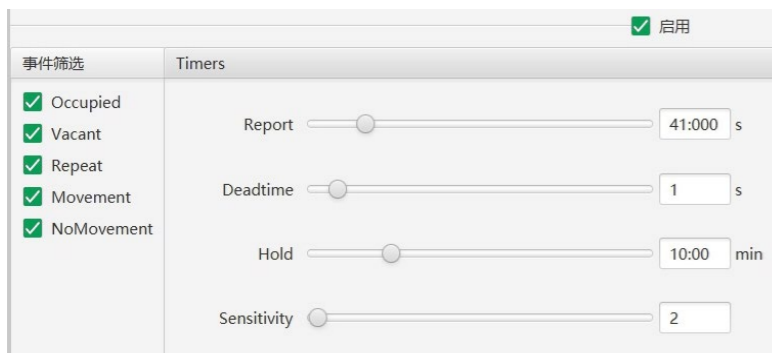 启用
事件筛选
Timers
Occupied
Vacant
Repeat
Movement
NoMovement
Report 41:000 s
Deadtime 1 s
Hold 10:00 min
Sensitivity 2